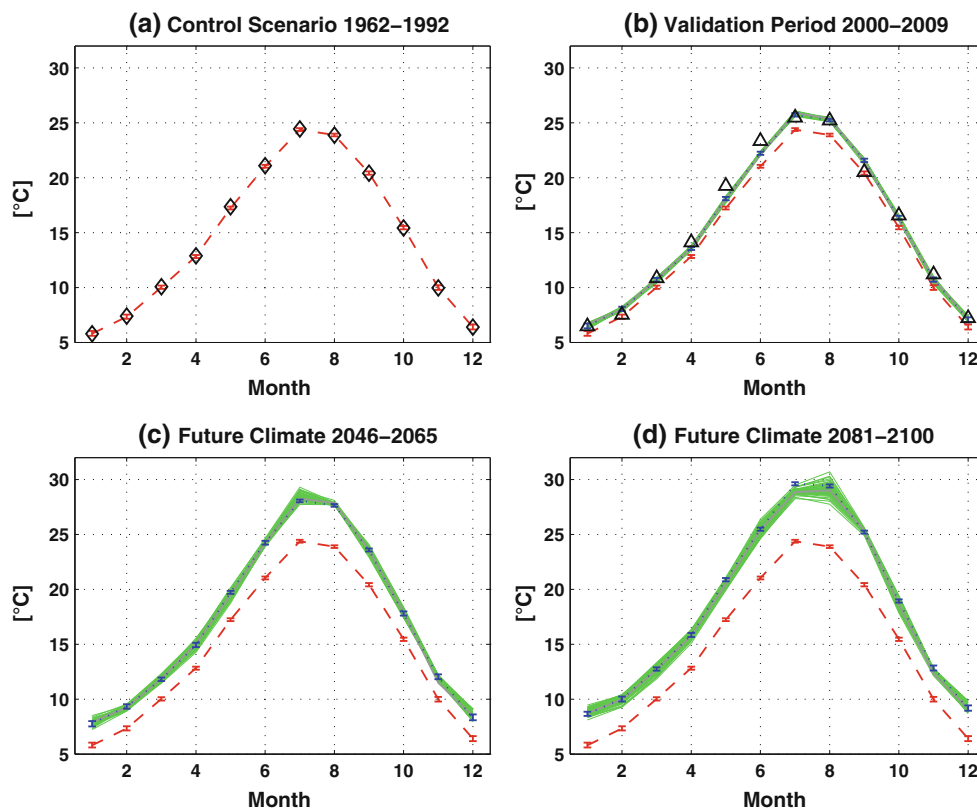 (a) Control Scenario 1962−1992
30
25
20
15
10
5
[°C]
2 4 6 8 10 12
Month
(b) Validation Period 2000−2009
30
25
20
15
10
5
[°C]
2 4 6 8 10 12
Month
(c) Future Climate 2046−2065
30
25
20
15
10
5
[°C]
2 4 6 8 10 12
Month
(d) Future Climate 2081−2100
30
25
20
15
10
5
[°C]
2 4 6 8 10 12
Month